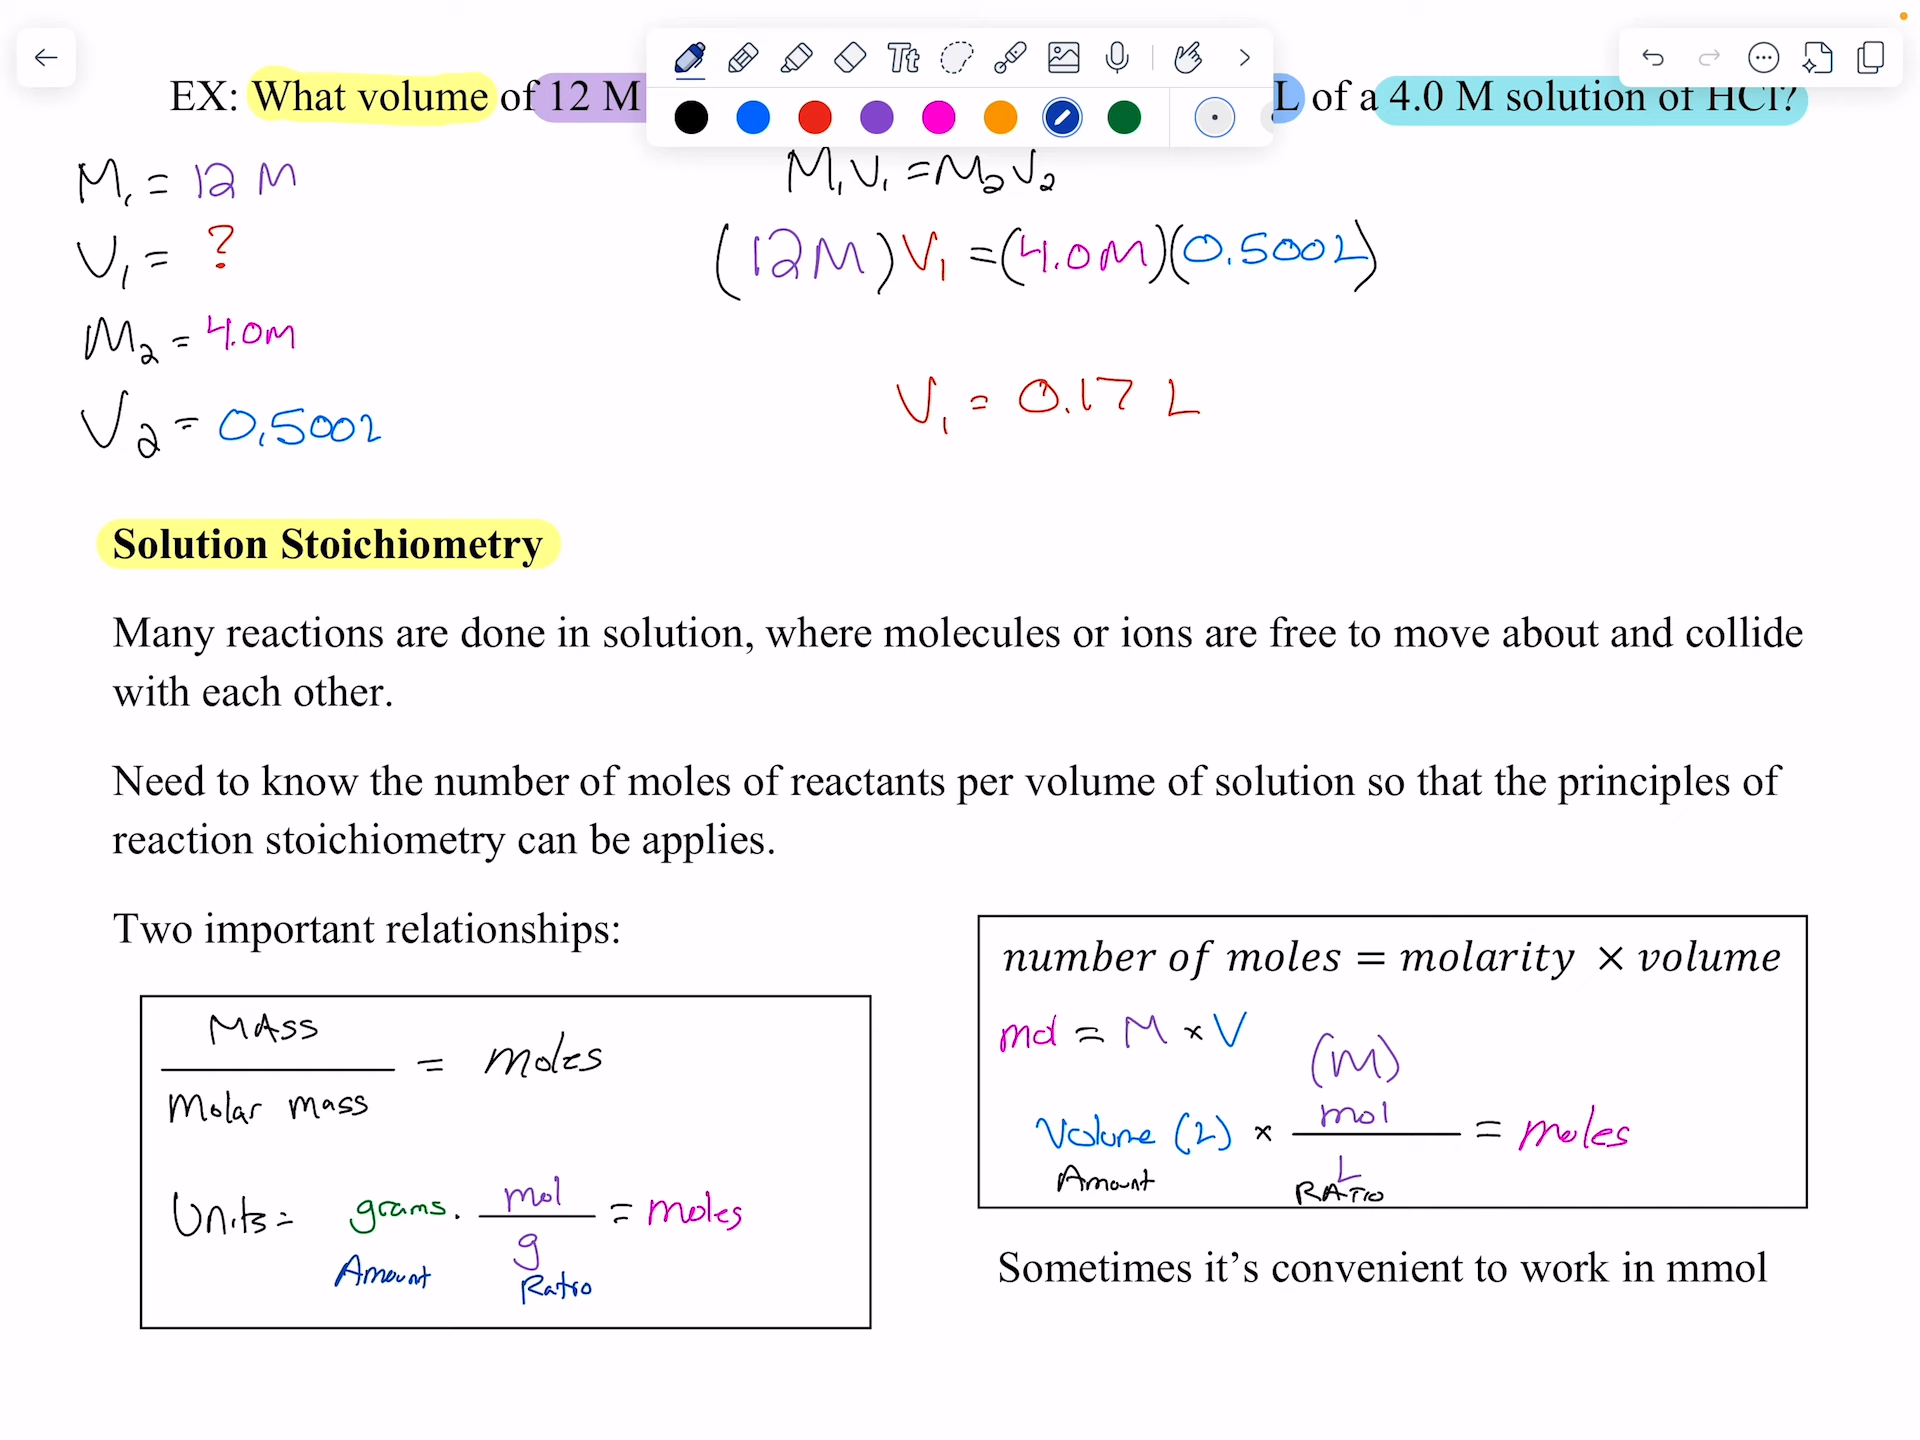 EX: What volume of 12 M L of a 4.0 M solution of HCl?
Tt
M₁ = 12 M
V₁ = ?
M₂ = 4.0M
V₂ = 0.500L
M₁V₁ = M₂V₂
(12M)V₁ = (4.0M)(0.500L)
V₁ = 0.17 L
Solution Stoichiometry
Many reactions are done in solution, where molecules or ions are free to move about and collide
with each other.
Need to know the number of moles of reactants per volume of solution so that the principles of
reaction stoichiometry can be applies.
Two important relationships:
MASS
= moles
Molar mass
Units = grams · mol = moles
g
Amount Ratio
number of moles = molarity × volume
mol = M × V
(M)
Volume (L) × mol = moles
L
Amount RATIO
Sometimes it’s convenient to work in mmol